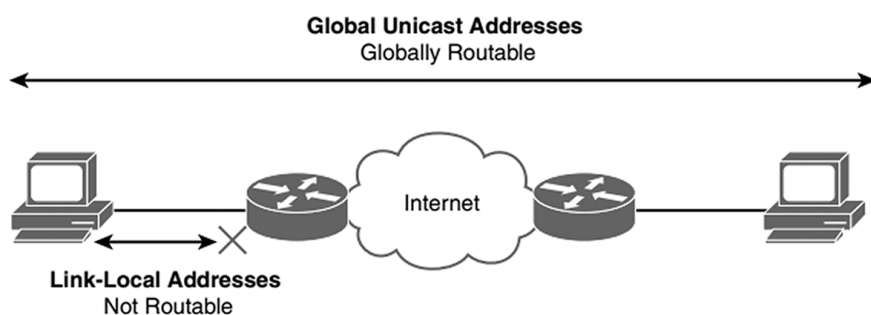 Global Unicast Addresses
Globally Routable
Internet
Link-Local Addresses
Not Routable